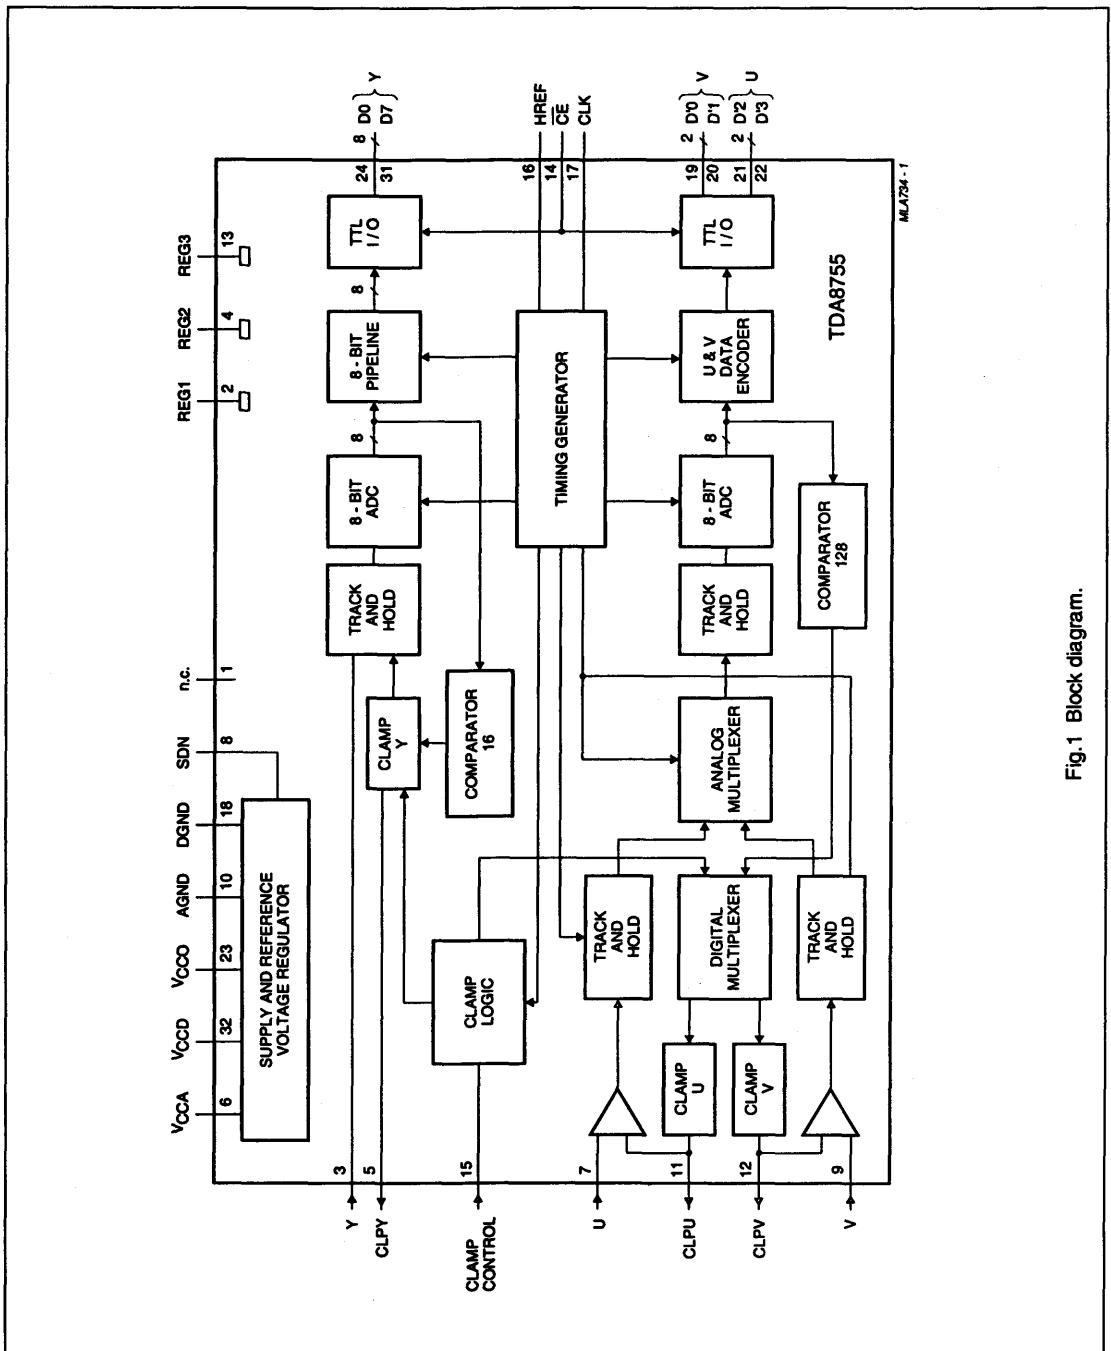 VCCA
VCCD
VCCO
AGND
DGND
SDN
n.c.
REG1
REG2
REG3
6
32
23
10
18
8
1
2
4
13
SUPPLY AND REFERENCE
VOLTAGE REGULATOR
Y
3
CLPY
5
CLAMP
CONTROL
15
CLAMP
LOGIC
CLAMP
Y
COMPARATOR
16
TRACK
AND
HOLD
8 - BIT
ADC
8
8 - BIT
PIPELINE
8
TTL
I / O
24
31
8
D0
D7
Y
TIMING GENERATOR
16
HREF
14
CE
17
CLK
U
7
CLPU
11
CLPV
12
V
9
TRACK
AND
HOLD
CLAMP
U
CLAMP
V
DIGITAL
MULTIPLEXER
TRACK
AND
HOLD
ANALOG
MULTIPLEXER
TRACK
AND
HOLD
8 - BIT
ADC
8
COMPARATOR
128
U & V
DATA
ENCODER
TTL
I / O
19
20
21
22
2
D'0
D'1
V
2
D'2
D'3
U
TDA8755
MLA734 - 1
Fig.1 Block diagram.